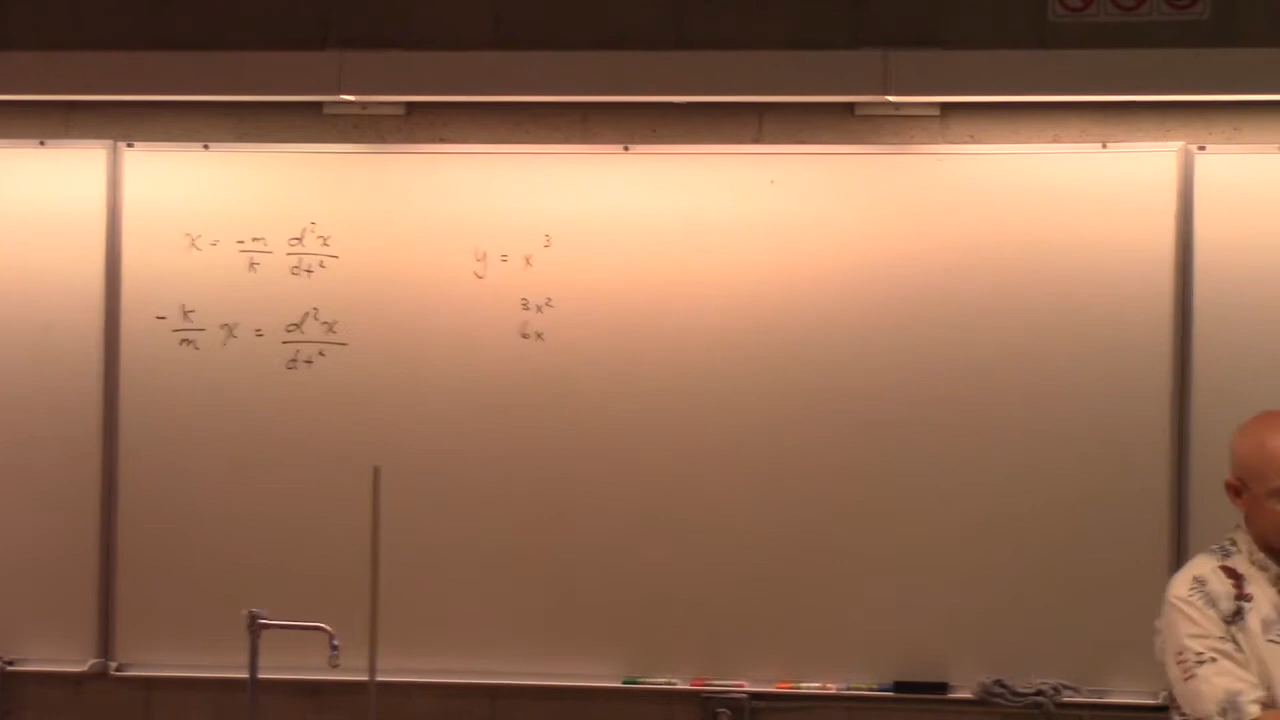 x = -m/k d²x/dt²
- k/m x = d²x/dt²
y = x³
3x²
6x